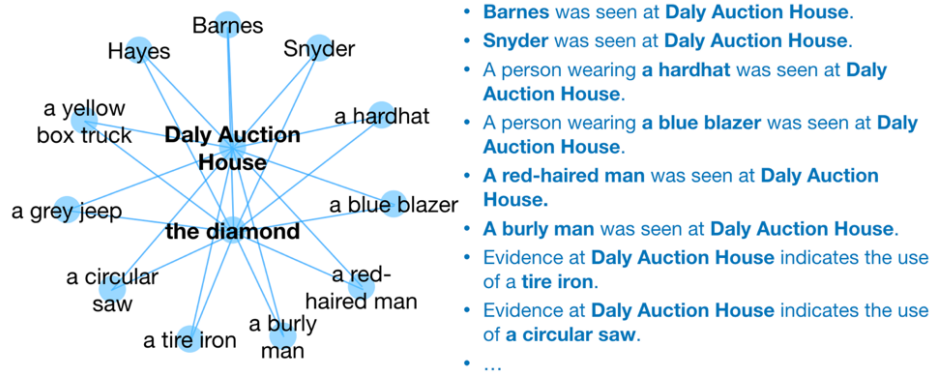 Barnes
Hayes
Snyder
a yellow
box truck
Daly Auction
House
a hardhat
a grey jeep
the diamond
a blue blazer
a circular
saw
a red-
haired man
a tire iron
a burly
man
• Barnes was seen at Daly Auction House.
• Snyder was seen at Daly Auction House.
• A person wearing a hardhat was seen at Daly
Auction House.
• A person wearing a blue blazer was seen at Daly
Auction House.
• A red-haired man was seen at Daly Auction
House.
• A burly man was seen at Daly Auction House.
• Evidence at Daly Auction House indicates the use
of a tire iron.
• Evidence at Daly Auction House indicates the use
of a circular saw.
• …